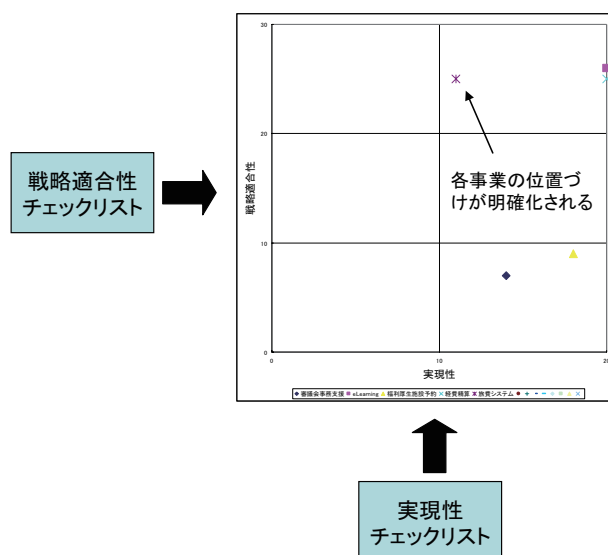 30
20
10
0
0
10
20
戦略適合性
実現性
各事業の位置づ
けが明確化される
審議会事務支援 eLearning 福利厚生施設予約 経費精算 旅費システム
戦略適合性
チェックリスト
実現性
チェックリスト